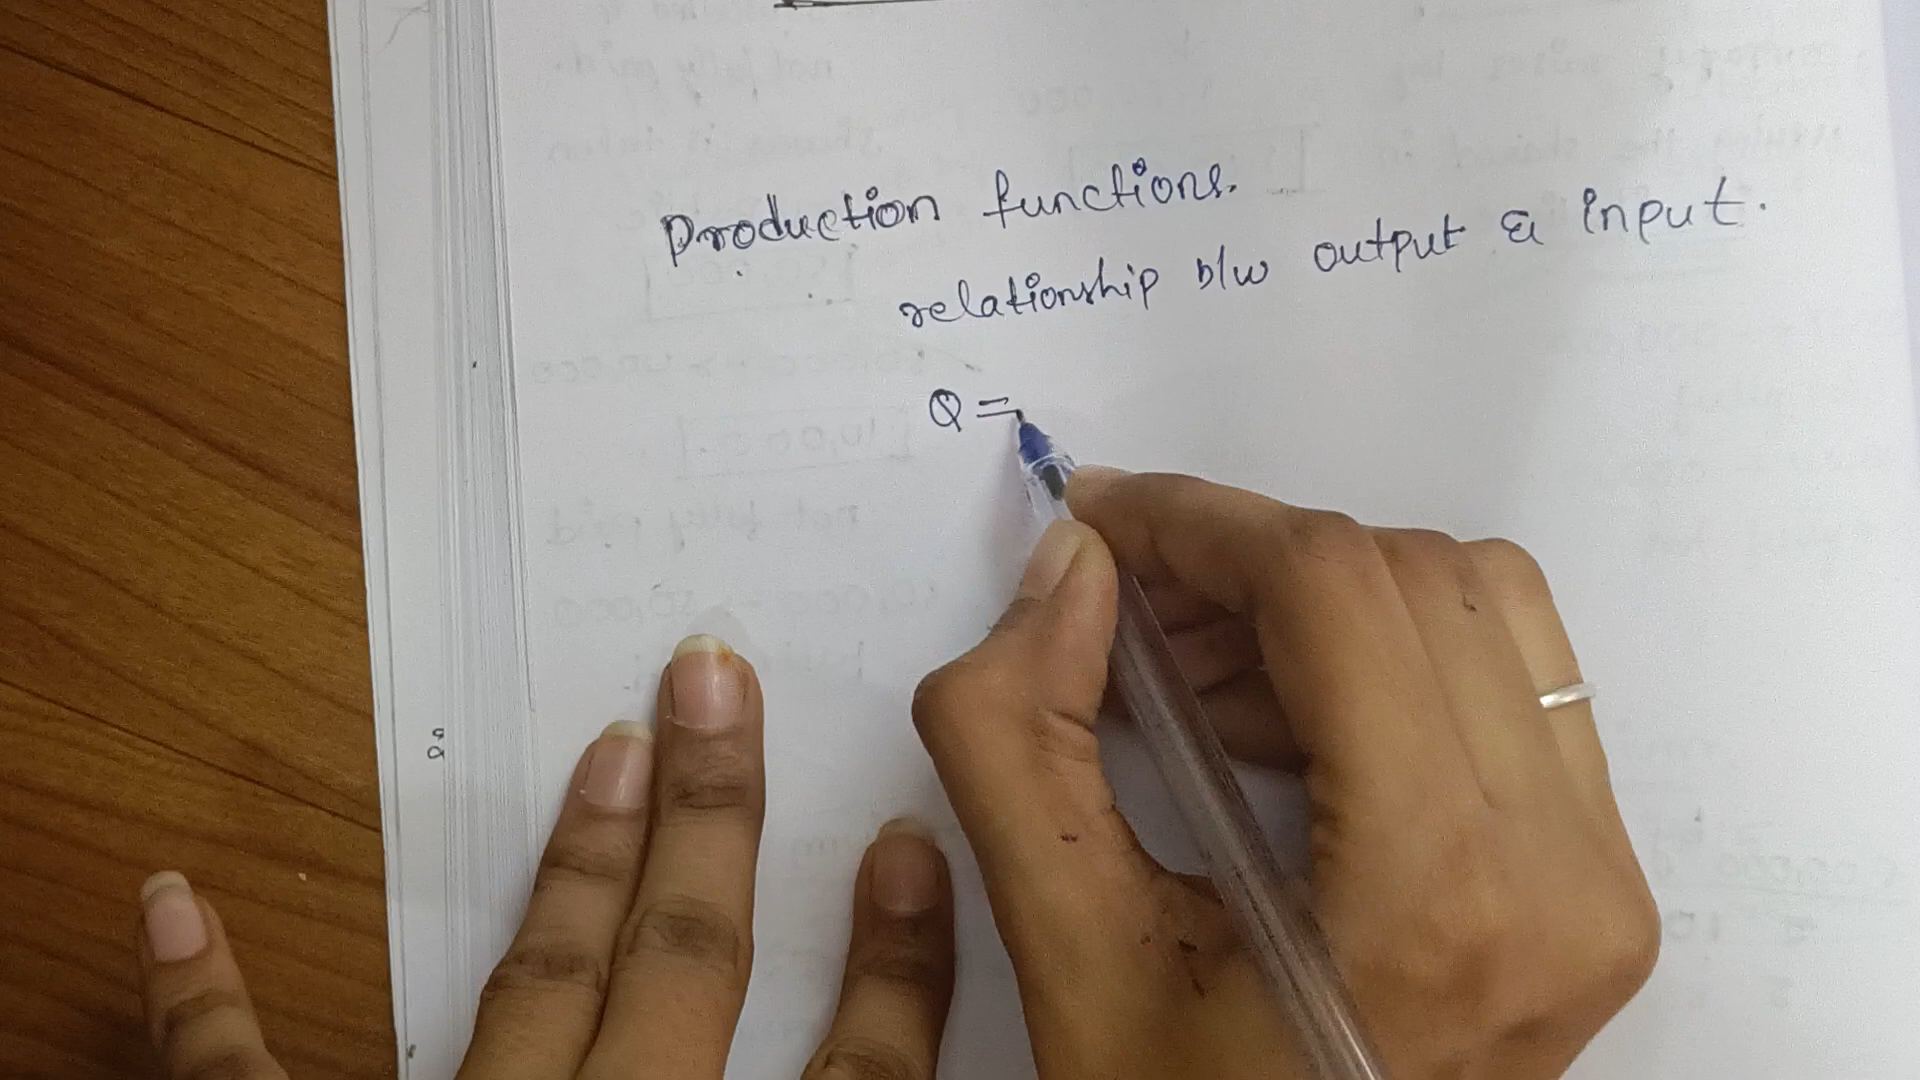 Production functions.
relationship b/w output & input.
Q =